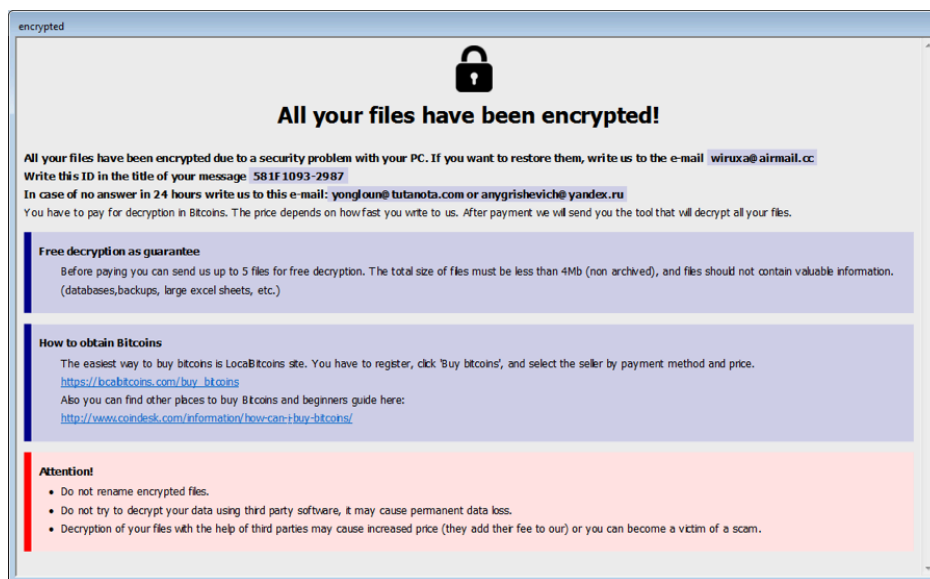 encrypted
All your files have been encrypted!
All your files have been encrypted due to a security problem with your PC. If you want to restore them, write us to the e-mail wiruxa@airmail.cc
Write this ID in the title of your message 581F1093-2987
In case of no answer in 24 hours write us to this e-mail: yongloun@tutanota.com or anygrishevich@yandex.ru
You have to pay for decryption in Bitcoins. The price depends on how fast you write to us. After payment we will send you the tool that will decrypt all your files.
Free decryption as guarantee
Before paying you can send us up to 5 files for free decryption. The total size of files must be less than 4Mb (non archived), and files should not contain valuable information.
(databases,backups, large excel sheets, etc.)
How to obtain Bitcoins
The easiest way to buy bitcoins is LocalBitcoins site. You have to register, click 'Buy bitcoins', and select the seller by payment method and price.
https://localbitcoins.com/buy_bitcoins
Also you can find other places to buy Bitcoins and beginners guide here:
http://www.coindesk.com/information/how-can-i-buy-bitcoins/
Attention!
• Do not rename encrypted files.
• Do not try to decrypt your data using third party software, it may cause permanent data loss.
• Decryption of your files with the help of third parties may cause increased price (they add their fee to our) or you can become a victim of a scam.